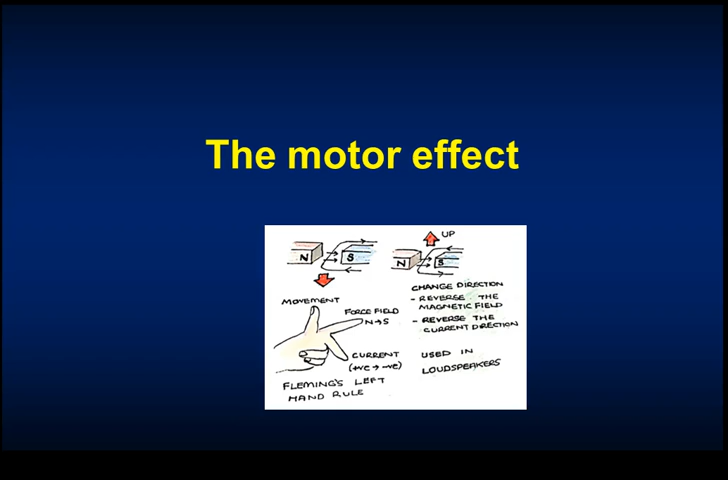 The motor effect
UP
N S
N S
MOVEMENT
FORCE FIELD
N→S
CURRENT
(+ve → -ve)
FLEMING'S LEFT
HAND RULE
CHANGE DIRECTION
- REVERSE THE
MAGNETIC FIELD
- REVERSE THE
CURRENT DIRECTION
USED IN
LOUDSPEAKERS